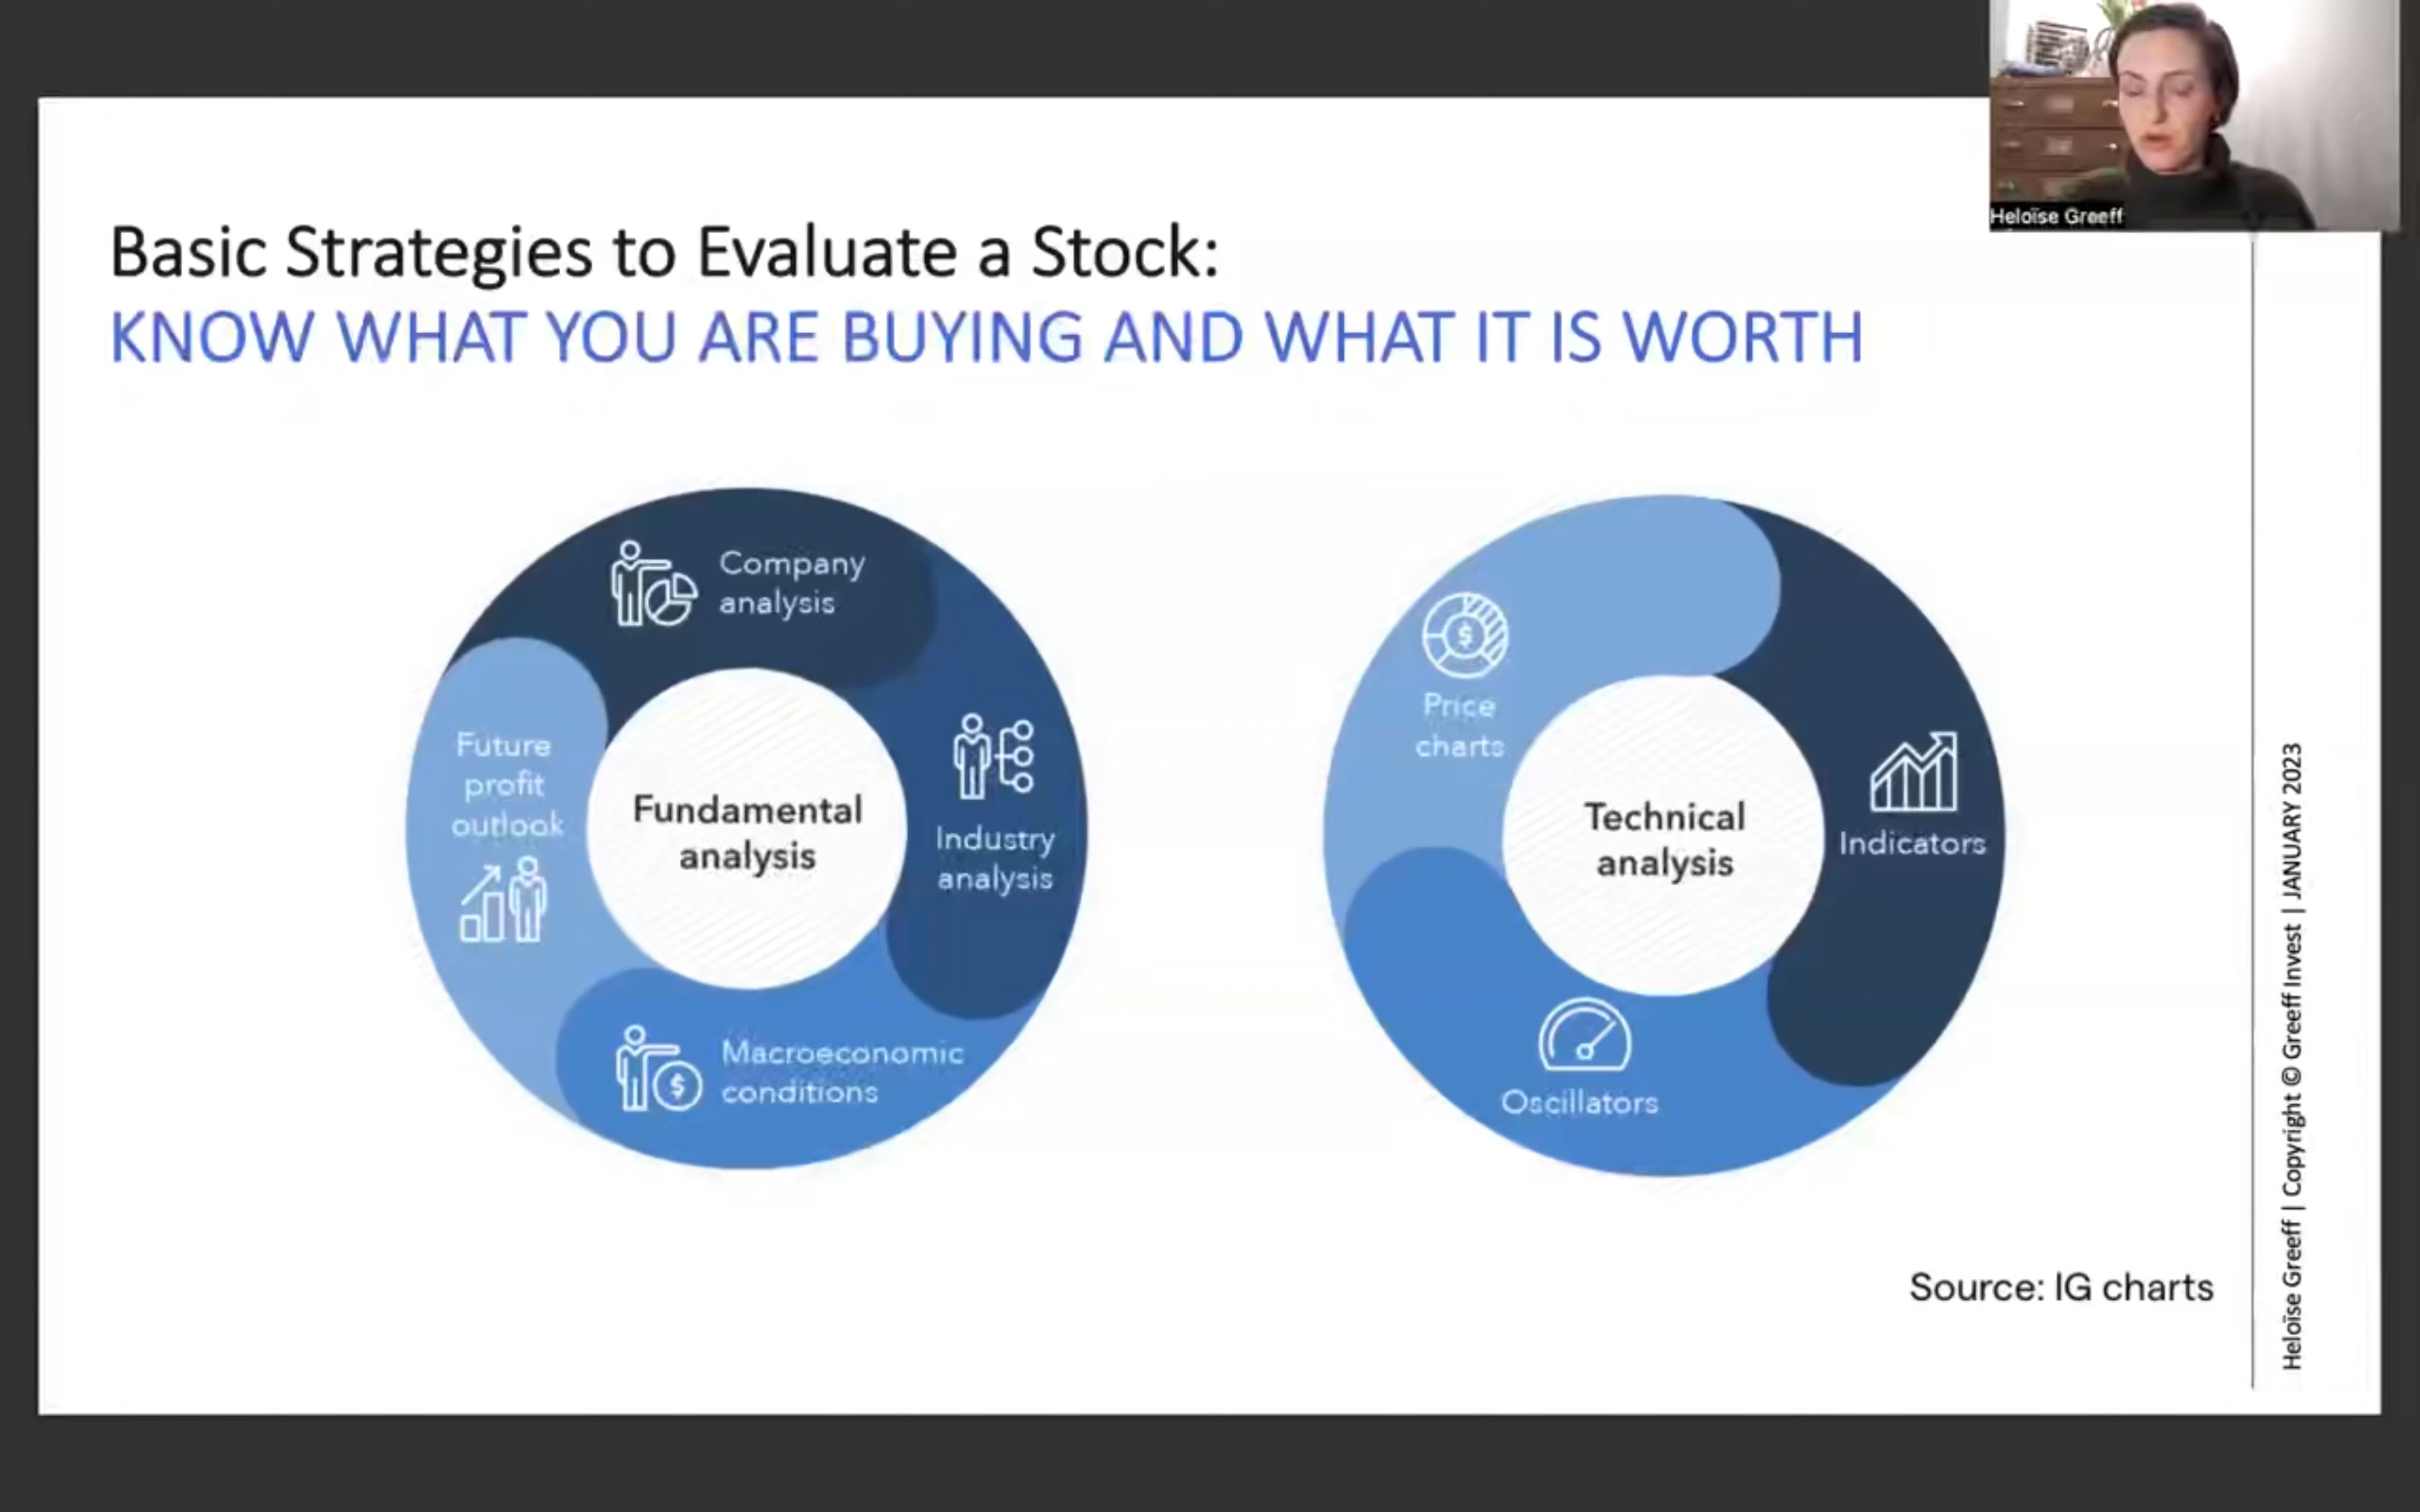 Heloïse Greeff
Basic Strategies to Evaluate a Stock:
KNOW WHAT YOU ARE BUYING AND WHAT IT IS WORTH
Company
analysis
Industry
analysis
Macroeconomic
conditions
Future
profit
outlook
Fundamental
analysis
Price
charts
Indicators
Oscillators
Technical
analysis
Source: IG charts
Heloïse Greeff | Copyright © Greeff Invest | JANUARY 2023